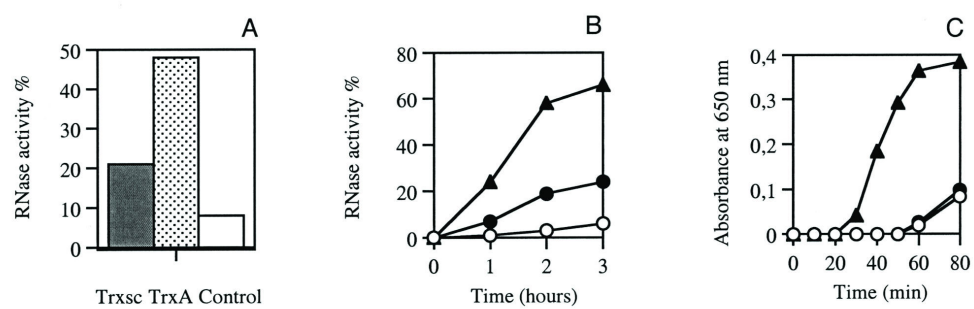 A
RNase activity %
50
40
30
20
10
0
Trxsc TrxA Control
B
RNase activity %
80
60
40
20
0
0 1 2 3
Time (hours)
C
Absorbance at 650 nm
0,4
0,3
0,2
0,1
0
0 20 40 60 80
Time (min)